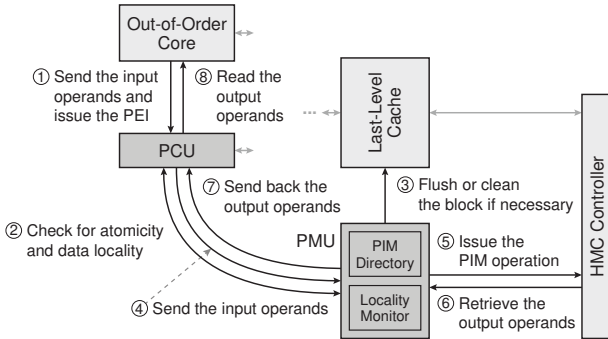 Out-of-Order
Core
① Send the input
operands and
issue the PEI
⑧ Read the
output
operands
...
Last-Level
Cache
HMC Controller
PCU
⑦ Send back the
output operands
③ Flush or clean
the block if necessary
② Check for atomicity
and data locality
PMU
PIM
Directory
⑤ Issue the
PIM operation
④ Send the input operands
Locality
Monitor
⑥ Retrieve the
output operands